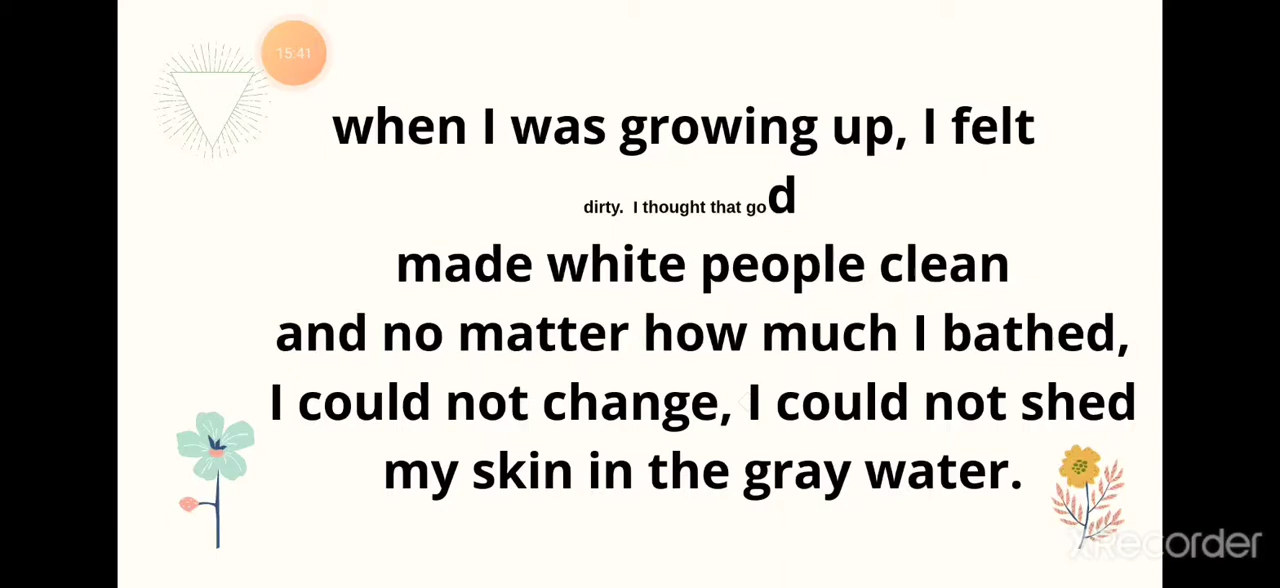 15:41
when I was growing up, I felt
dirty. I thought that god
made white people clean
and no matter how much I bathed,
I could not change, I could not shed
my skin in the gray water.
XRecorder